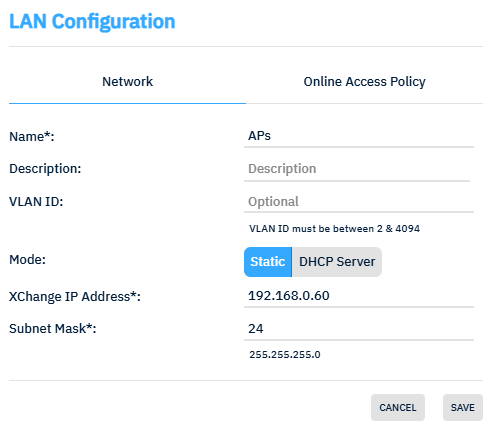 LAN Configuration
Network Online Access Policy
Name*: APs
Description: Description
VLAN ID: Optional
VLAN ID must be between 2 & 4094
Mode: Static DHCP Server
XChange IP Address*: 192.168.0.60
Subnet Mask*: 24
255.255.255.0
CANCEL SAVE